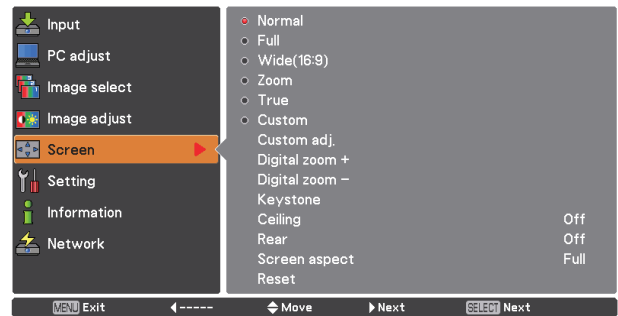 Input
PC adjust
Image select
Image adjust
Screen
Setting
Information
Network
Normal
Full
Wide(16:9)
Zoom
True
Custom
Custom adj.
Digital zoom +
Digital zoom –
Keystone
Ceiling Off
Rear Off
Screen aspect Full
Reset
MENU Exit ----- Move Next SELECT Next